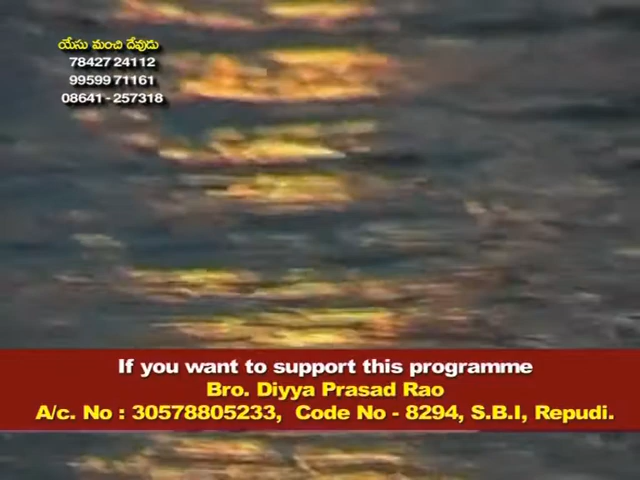 యేసు మంచి దేవుడు
78427 24112
99599 71161
08641 - 257318
If you want to support this programme
Bro. Diyya Prasad Rao
A/c. No : 30578805233, Code No - 8294, S.B.I, Repudi.